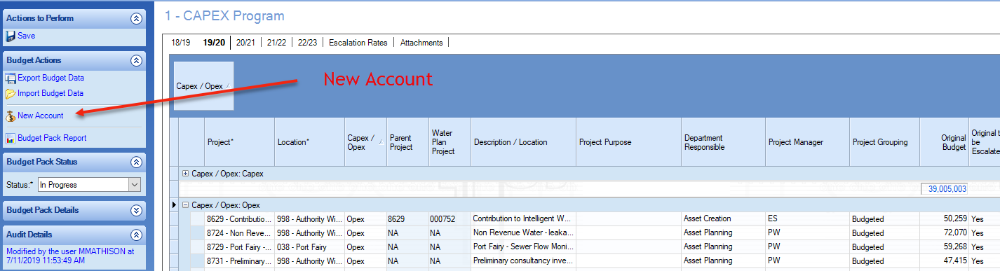 Actions to Perform
Save
Budget Actions
Export Budget Data
Import Budget Data
New Account
Budget Pack Report
Budget Pack Status
Status:* In Progress
Budget Pack Details
Audit Details
Modified by the user MMATHISON at
7/11/2019 11:53:49 AM
1 - CAPEX Program
18/19 19/20 20/21 21/22 22/23 Escalation Rates Attachments
Capex / Opex
New Account
Project* Location* Capex / Opex Parent Project Water Plan Project Description / Location Project Purpose Department Responsible Project Manager Project Grouping Original Budget Original t be Escalate
Capex / Opex: Capex
39,005,003
Capex / Opex: Opex
8629 - Contributio... 998 - Authority Wi... Opex 8629 000752 Contribution to Intelligent W... Asset Creation ES Budgeted 50,259 Yes
8724 - Non Reve... 998 - Authority Wi... Opex NA NA Non Revenue Water - leaka... Asset Planning PW Budgeted 72,070 Yes
8729 - Port Fairy -... 038 - Port Fairy Opex NA NA Port Fairy - Sewer Flow Moni... Asset Planning PW Budgeted 59,268 Yes
8731 - Preliminary... 998 - Authority Wi... Opex NA NA Preliminary consultancy inve... Asset Planning PW Budgeted 47,415 Yes